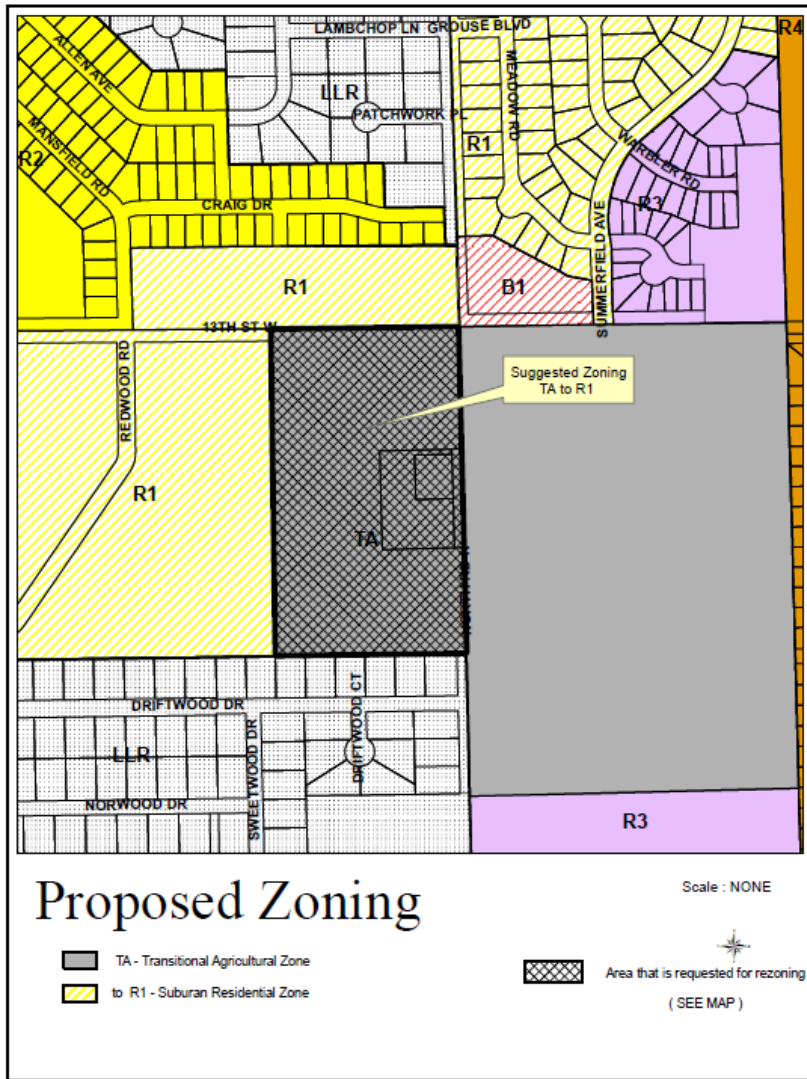 LAMBCHOP LN
GROUSE BLVD
R4
ALLEN AVE
LLR
MEADOW RD
PATCHWORK PL
MANSFIELD RD
R1
WARBLER RD
R2
R3
CRAIG DR
SUMMERFIELD AVE
R1
B1
13TH ST W
REDWOOD RD
Suggested Zoning
TA to R1
R1
TA
DRIFTWOOD DR
DRIFTWOOD CT
LLR
SWEETWOOD DR
NORWOOD DR
R3
Proposed Zoning
Scale : NONE
TA - Transitional Agricultural Zone
to R1 - Suburan Residential Zone
Area that is requested for rezoning
( SEE MAP )